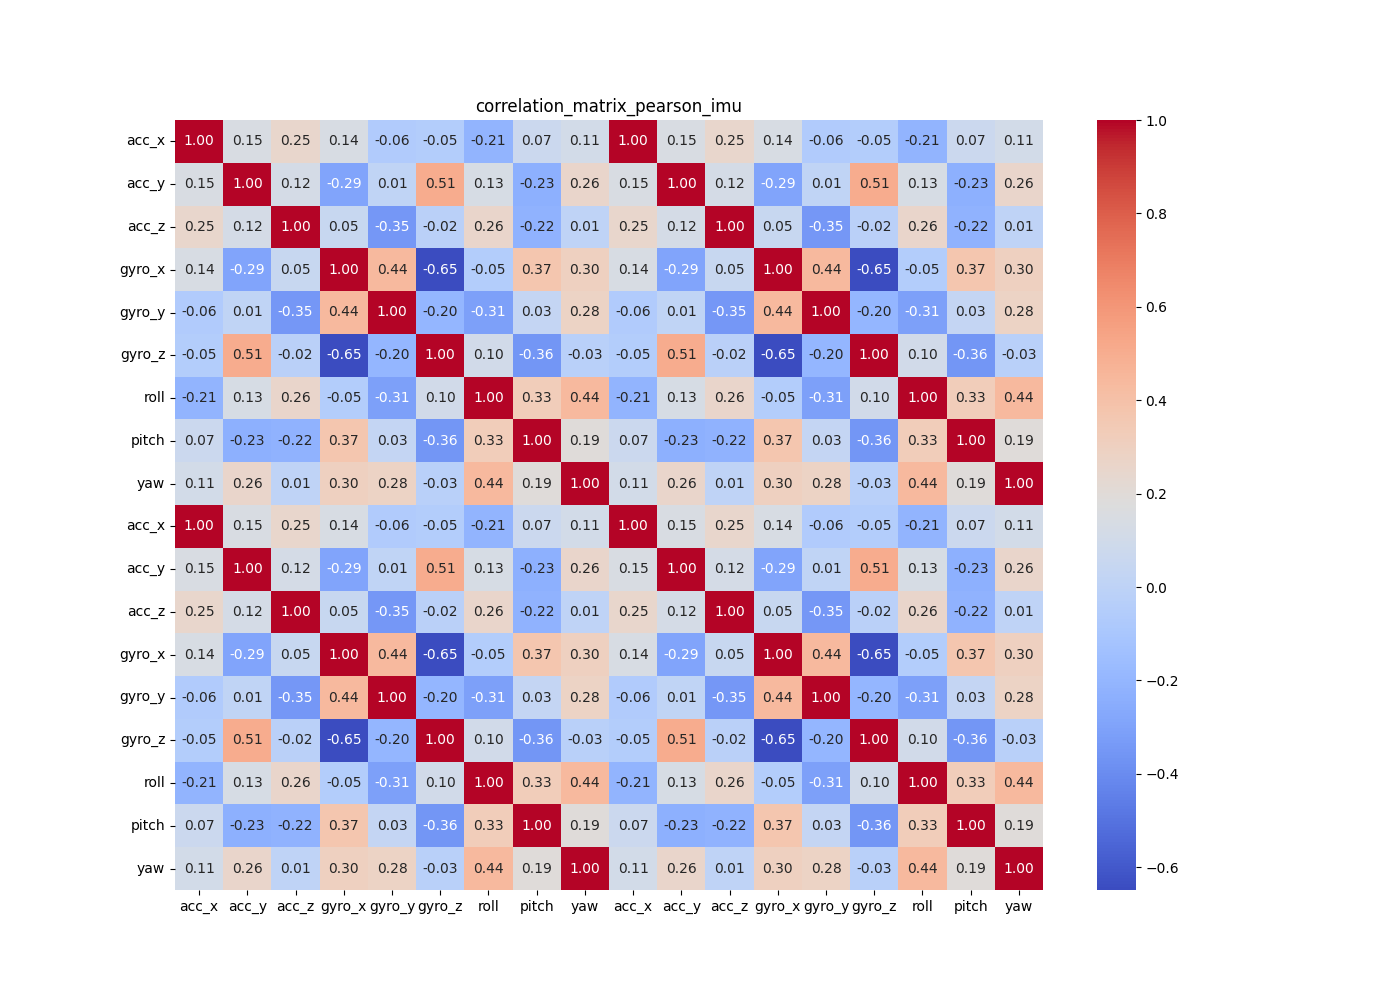 correlation_matrix_pearson_imu
acc_x 1.00 0.15 0.25 0.14 -0.06 -0.05 -0.21 0.07 0.11 1.00 0.15 0.25 0.14 -0.06 -0.05 -0.21 0.07 0.11
acc_y 0.15 1.00 0.12 -0.29 0.01 0.51 0.13 -0.23 0.26 0.15 1.00 0.12 -0.29 0.01 0.51 0.13 -0.23 0.26
acc_z 0.25 0.12 1.00 0.05 -0.35 -0.02 0.26 -0.22 0.01 0.25 0.12 1.00 0.05 -0.35 -0.02 0.26 -0.22 0.01
gyro_x 0.14 -0.29 0.05 1.00 0.44 -0.65 -0.05 0.37 0.30 0.14 -0.29 0.05 1.00 0.44 -0.65 -0.05 0.37 0.30
gyro_y -0.06 0.01 -0.35 0.44 1.00 -0.20 -0.31 0.03 0.28 -0.06 0.01 -0.35 0.44 1.00 -0.20 -0.31 0.03 0.28
gyro_z -0.05 0.51 -0.02 -0.65 -0.20 1.00 0.10 -0.36 -0.03 -0.05 0.51 -0.02 -0.65 -0.20 1.00 0.10 -0.36 -0.03
roll -0.21 0.13 0.26 -0.05 -0.31 0.10 1.00 0.33 0.44 -0.21 0.13 0.26 -0.05 -0.31 0.10 1.00 0.33 0.44
pitch 0.07 -0.23 -0.22 0.37 0.03 -0.36 0.33 1.00 0.19 0.07 -0.23 -0.22 0.37 0.03 -0.36 0.33 1.00 0.19
yaw 0.11 0.26 0.01 0.30 0.28 -0.03 0.44 0.19 1.00 0.11 0.26 0.01 0.30 0.28 -0.03 0.44 0.19 1.00
acc_x 1.00 0.15 0.25 0.14 -0.06 -0.05 -0.21 0.07 0.11 1.00 0.15 0.25 0.14 -0.06 -0.05 -0.21 0.07 0.11
acc_y 0.15 1.00 0.12 -0.29 0.01 0.51 0.13 -0.23 0.26 0.15 1.00 0.12 -0.29 0.01 0.51 0.13 -0.23 0.26
acc_z 0.25 0.12 1.00 0.05 -0.35 -0.02 0.26 -0.22 0.01 0.25 0.12 1.00 0.05 -0.35 -0.02 0.26 -0.22 0.01
gyro_x 0.14 -0.29 0.05 1.00 0.44 -0.65 -0.05 0.37 0.30 0.14 -0.29 0.05 1.00 0.44 -0.65 -0.05 0.37 0.30
gyro_y -0.06 0.01 -0.35 0.44 1.00 -0.20 -0.31 0.03 0.28 -0.06 0.01 -0.35 0.44 1.00 -0.20 -0.31 0.03 0.28
gyro_z -0.05 0.51 -0.02 -0.65 -0.20 1.00 0.10 -0.36 -0.03 -0.05 0.51 -0.02 -0.65 -0.20 1.00 0.10 -0.36 -0.03
roll -0.21 0.13 0.26 -0.05 -0.31 0.10 1.00 0.33 0.44 -0.21 0.13 0.26 -0.05 -0.31 0.10 1.00 0.33 0.44
pitch 0.07 -0.23 -0.22 0.37 0.03 -0.36 0.33 1.00 0.19 0.07 -0.23 -0.22 0.37 0.03 -0.36 0.33 1.00 0.19
yaw 0.11 0.26 0.01 0.30 0.28 -0.03 0.44 0.19 1.00 0.11 0.26 0.01 0.30 0.28 -0.03 0.44 0.19 1.00
acc_x acc_y acc_z gyro_x gyro_y gyro_z roll pitch yaw acc_x acc_y acc_z gyro_x gyro_y gyro_z roll pitch yaw
1.0
0.8
0.6
0.4
0.2
0.0
−0.2
−0.4
−0.6